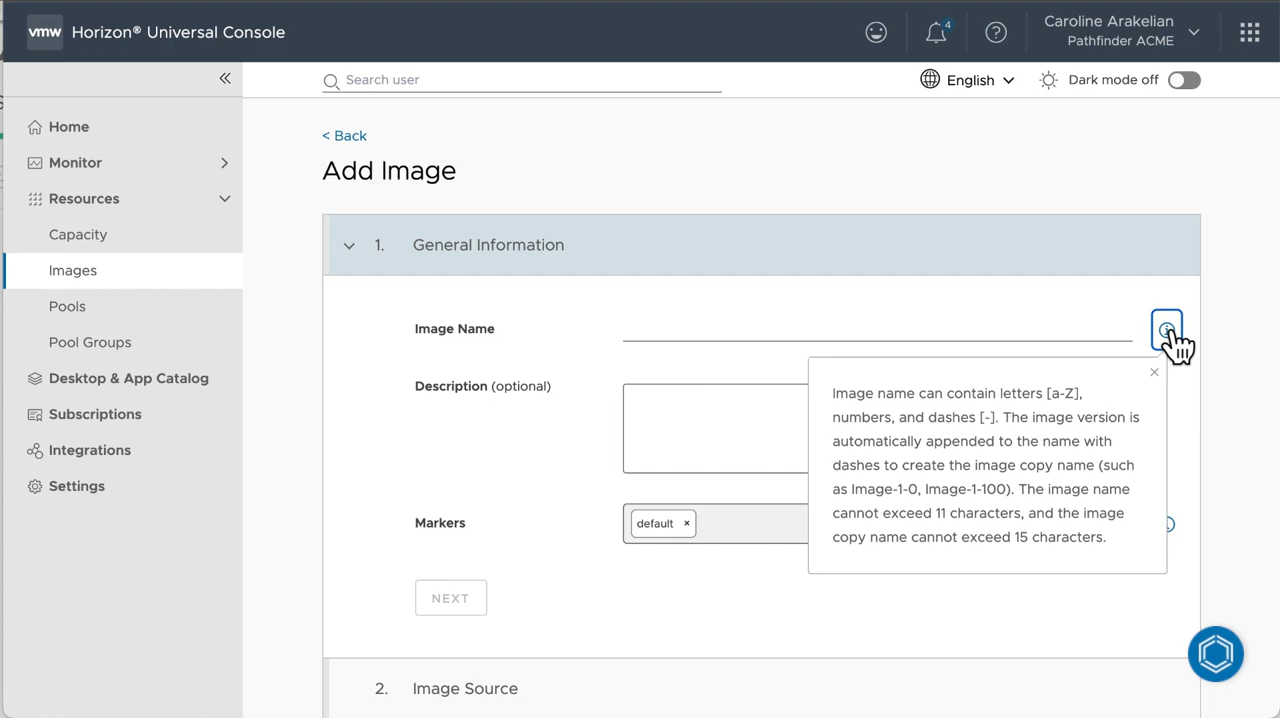 vmw Horizon® Universal Console
4
Caroline Arakelian
Pathfinder ACME
Search user
English
Dark mode off
Home
Monitor
Resources
Capacity
Images
Pools
Pool Groups
Desktop & App Catalog
Subscriptions
Integrations
Settings
< Back
Add Image
1. General Information
Image Name
Description (optional)
Image name can contain letters [a-Z],
numbers, and dashes [-]. The image version is
automatically appended to the name with
dashes to create the image copy name (such
as Image-1-0, Image-1-100). The image name
cannot exceed 11 characters, and the image
copy name cannot exceed 15 characters.
Markers
default ×
NEXT
2. Image Source